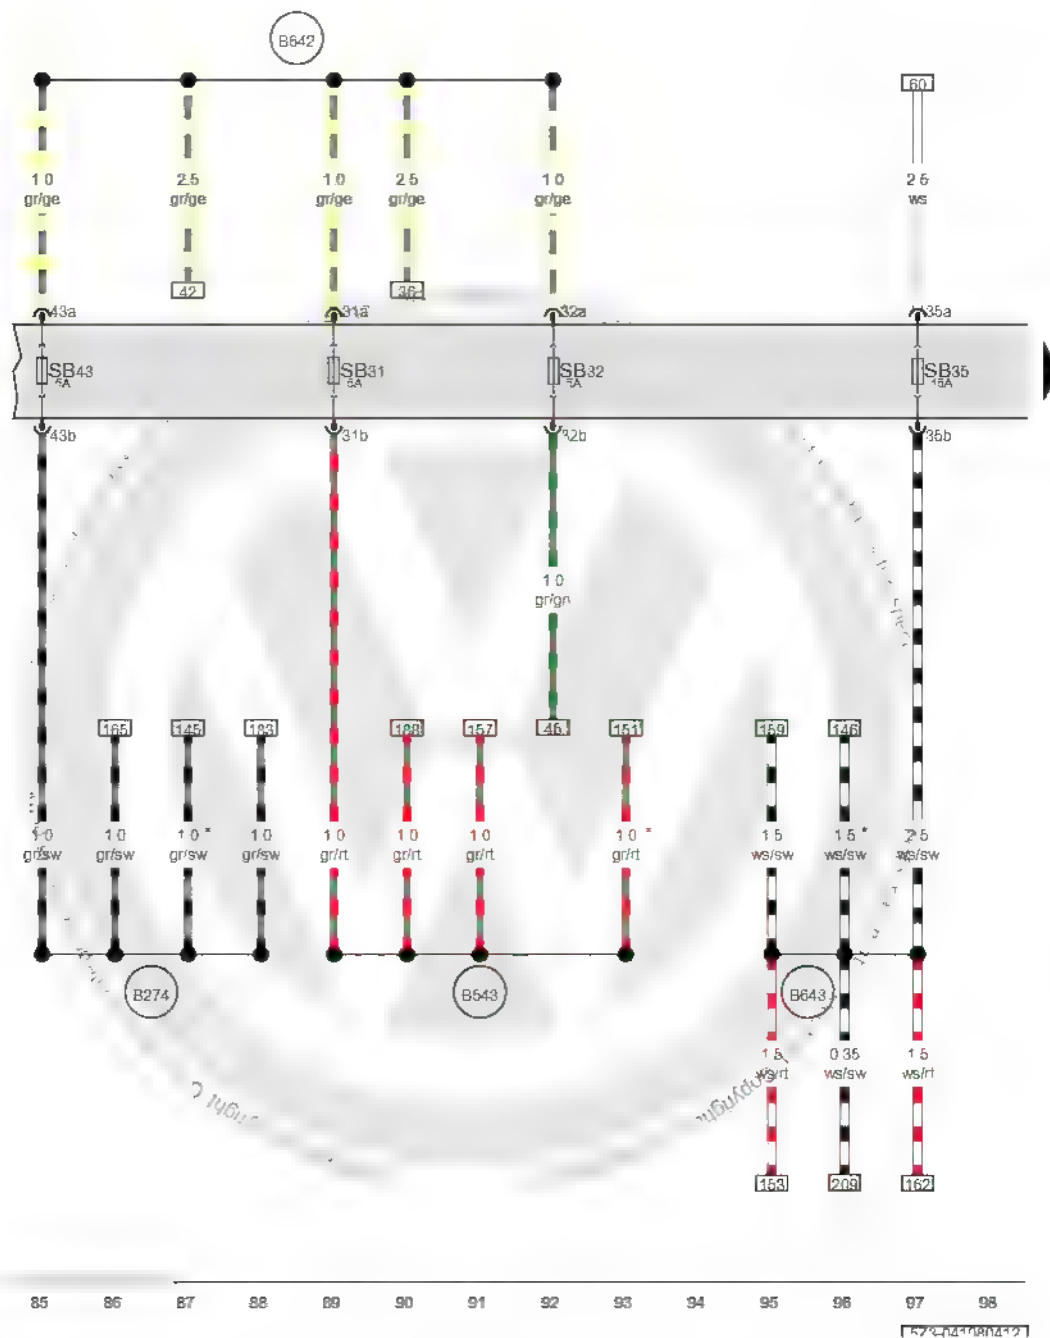 B642
60
1.0 2.5 1.0 2.5 1.0 2.5
gr/ge gr/ge gr/ge gr/ge gr/ge ws
42 36
43a 31a 32a 35a
SB43 SB31 SB32 SB35
5A 5A 5A 15A
43b 31b 32b 35b
1.0
gr/gn
165 145 183 188 157 45 151 159 146
1.0 1.0 1.0 * 1.0 1.0 1.0 1.0 1.0 * 1.5 1.5 * 2.5
gr/sw gr/sw gr/sw gr/sw gr/rt gr/rt gr/rt gr/rt ws/sw ws/sw ws/sw
B274 B543 B643
1.5 0.35 1.5
ws/rt ws/sw ws/rt
Copyright
153 209 162
85 86 87 88 89 90 91 92 93 94 95 96 97 98